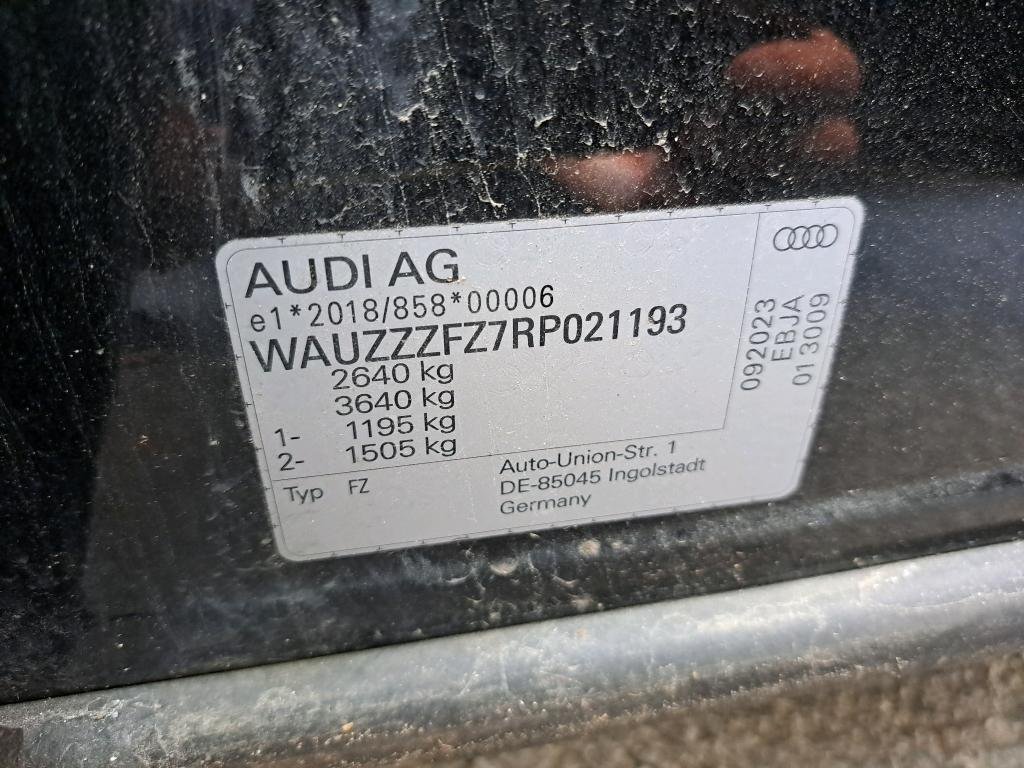 AUDI AG
e1*2018/858*00006
WAUZZZFZ7RP021193
2640 kg
3640 kg
1- 1195 kg
2- 1505 kg
Typ FZ
Auto-Union-Str. 1
DE-85045 Ingolstadt
Germany
092023
EBJA
013009